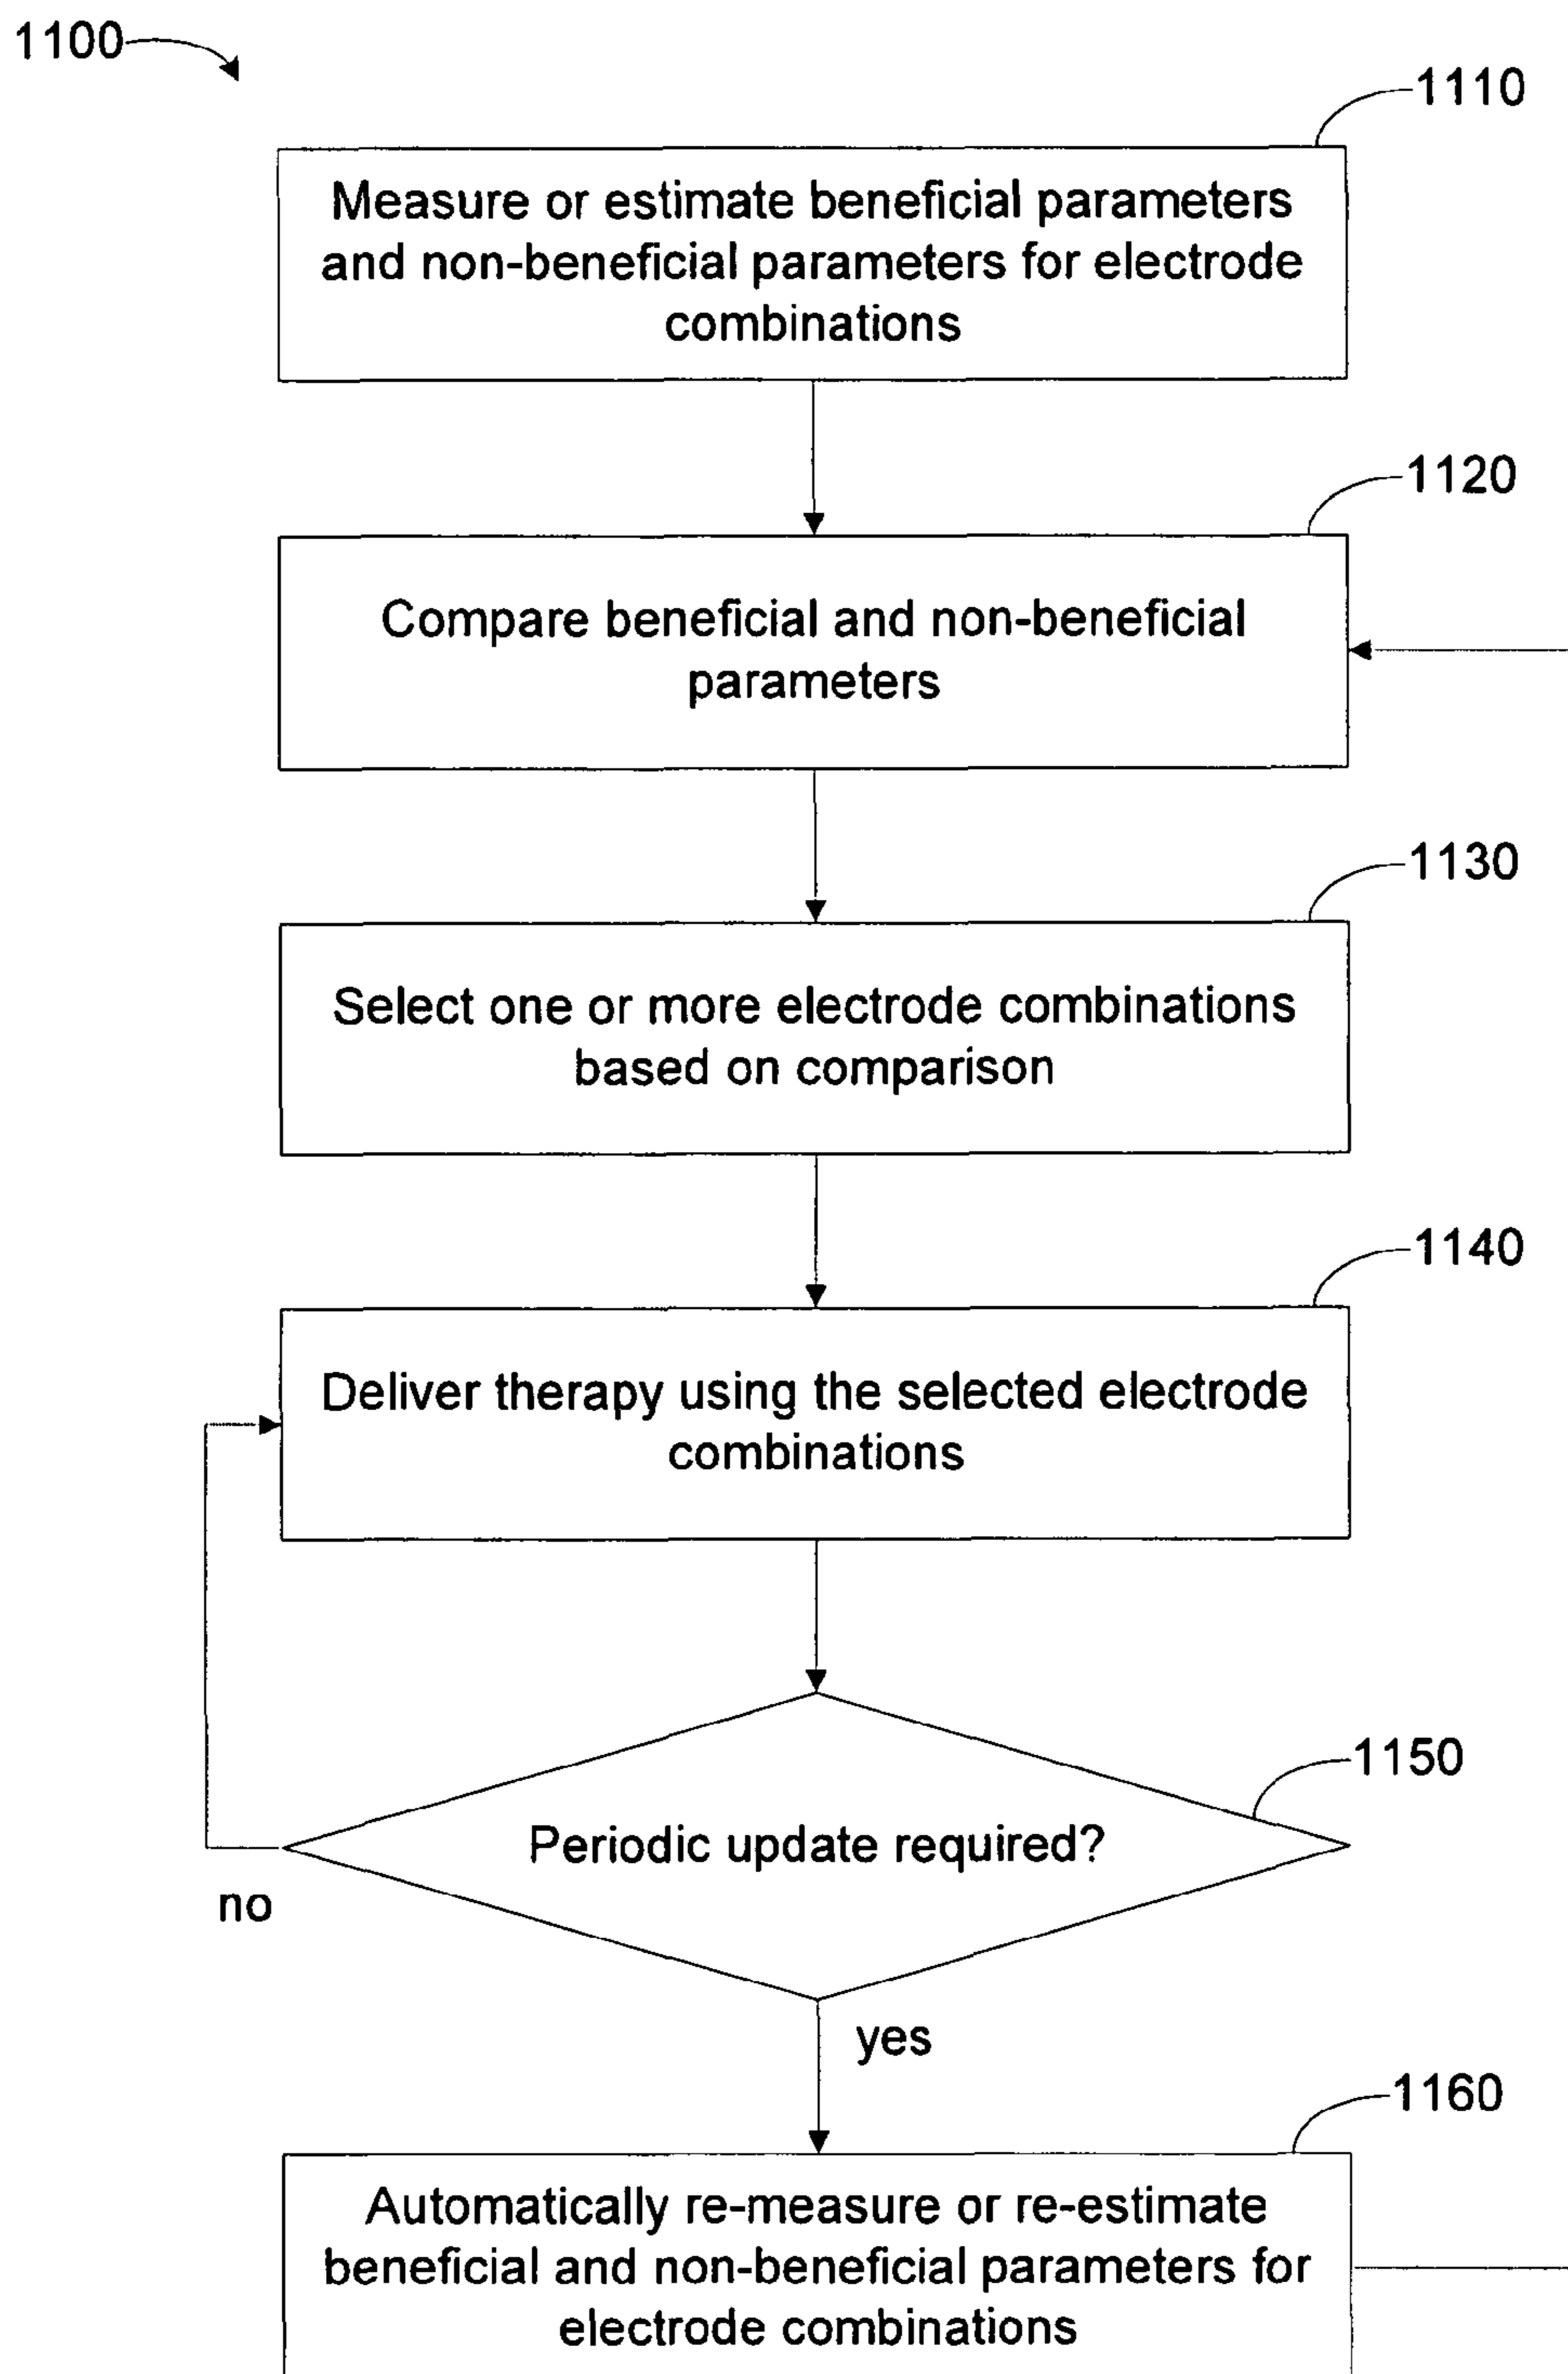 1100
1110
Measure or estimate beneficial parameters
and non-beneficial parameters for electrode
combinations
1120
Compare beneficial and non-beneficial
parameters
1130
Select one or more electrode combinations
based on comparison
1140
Deliver therapy using the selected electrode
combinations
1150
Periodic update required?
no
yes
1160
Automatically re-measure or re-estimate
beneficial and non-beneficial parameters for
electrode combinations